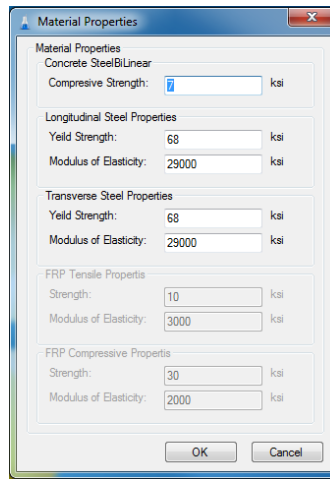 Material Properties
Material Properties
Concrete SteelBiLinear
Compresive Strength: 7 ksi
Longitudinal Steel Properties
Yeild Strength: 68 ksi
Modulus of Elasticity: 29000 ksi
Transverse Steel Properties
Yeild Strength: 68 ksi
Modulus of Elasticity: 29000 ksi
FRP Tensile Propertis
Strength: 10 ksi
Modulus of Elasticity: 3000 ksi
FRP Compressive Propertis
Strength: 30 ksi
Modulus of Elasticity: 2000 ksi
OK Cancel